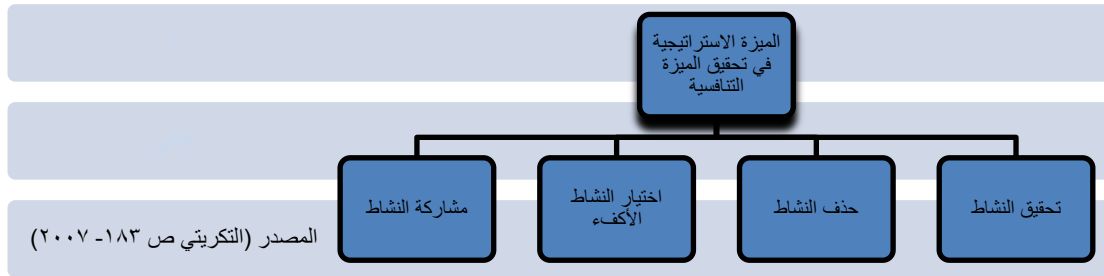 الميزة الاستراتيجية
في تحقيق الميزة
التنافسية
تحقيق النشاط
حذف النشاط
اختيار النشاط
الأكفء
مشاركة النشاط
المصدر (التكريتي ص ١٨٣- ٢٠٠٧)